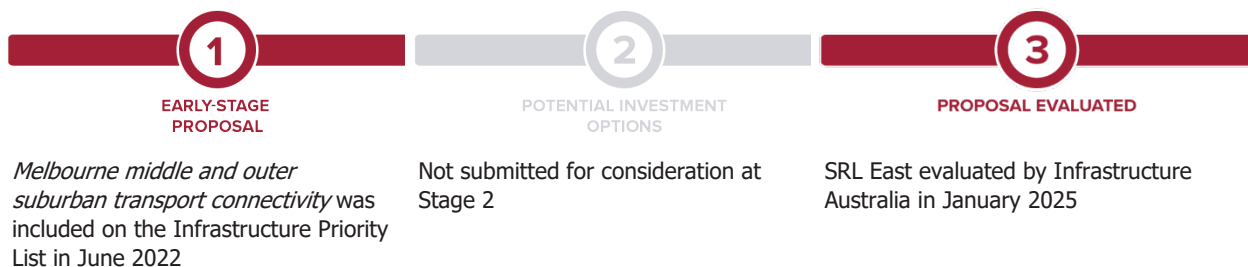 1
EARLY-STAGE
PROPOSAL
Melbourne middle and outer
suburban transport connectivity was
included on the Infrastructure Priority
List in June 2022
2
POTENTIAL INVESTMENT
OPTIONS
Not submitted for consideration at
Stage 2
3
PROPOSAL EVALUATED
SRL East evaluated by Infrastructure
Australia in January 2025